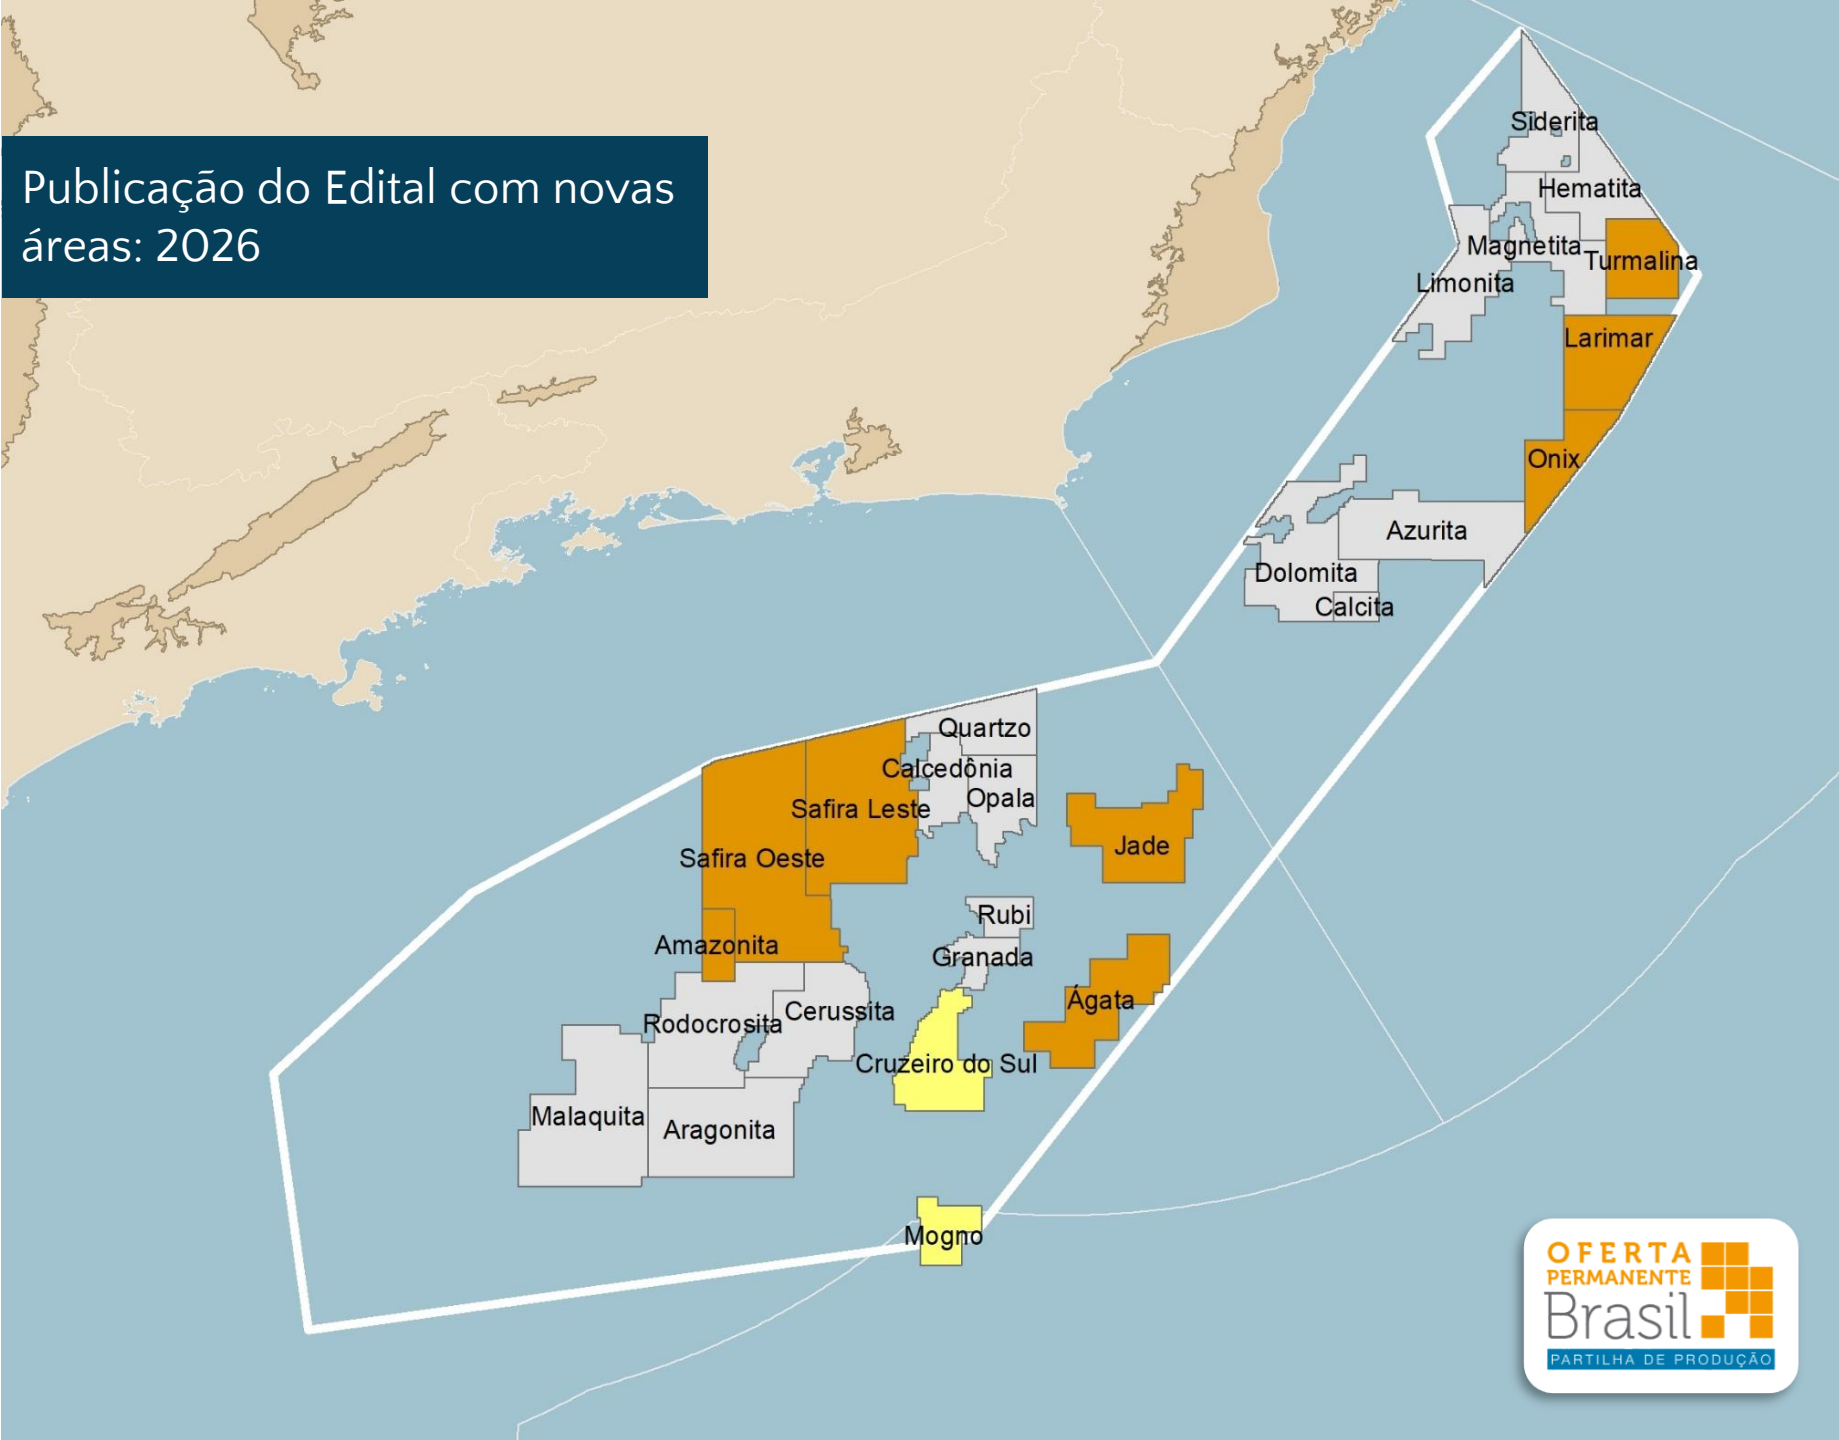 Publicação do Edital com novas
áreas: 2026
Siderita
Hematita
Magnetita
Turmalina
Limonita
Larimar
Onix
Azurita
Dolomita
Calcita
Quartzo
Calcedônia
Opala
Safira Leste
Jade
Safira Oeste
Rubi
Amazonita
Granada
Ágata
Cerussita
Rodocrosita
Cruzeiro do Sul
Malaquita
Aragonita
Mogno
OFERTA
PERMANENTE
Brasil
PARTILHA DE PRODUÇÃO